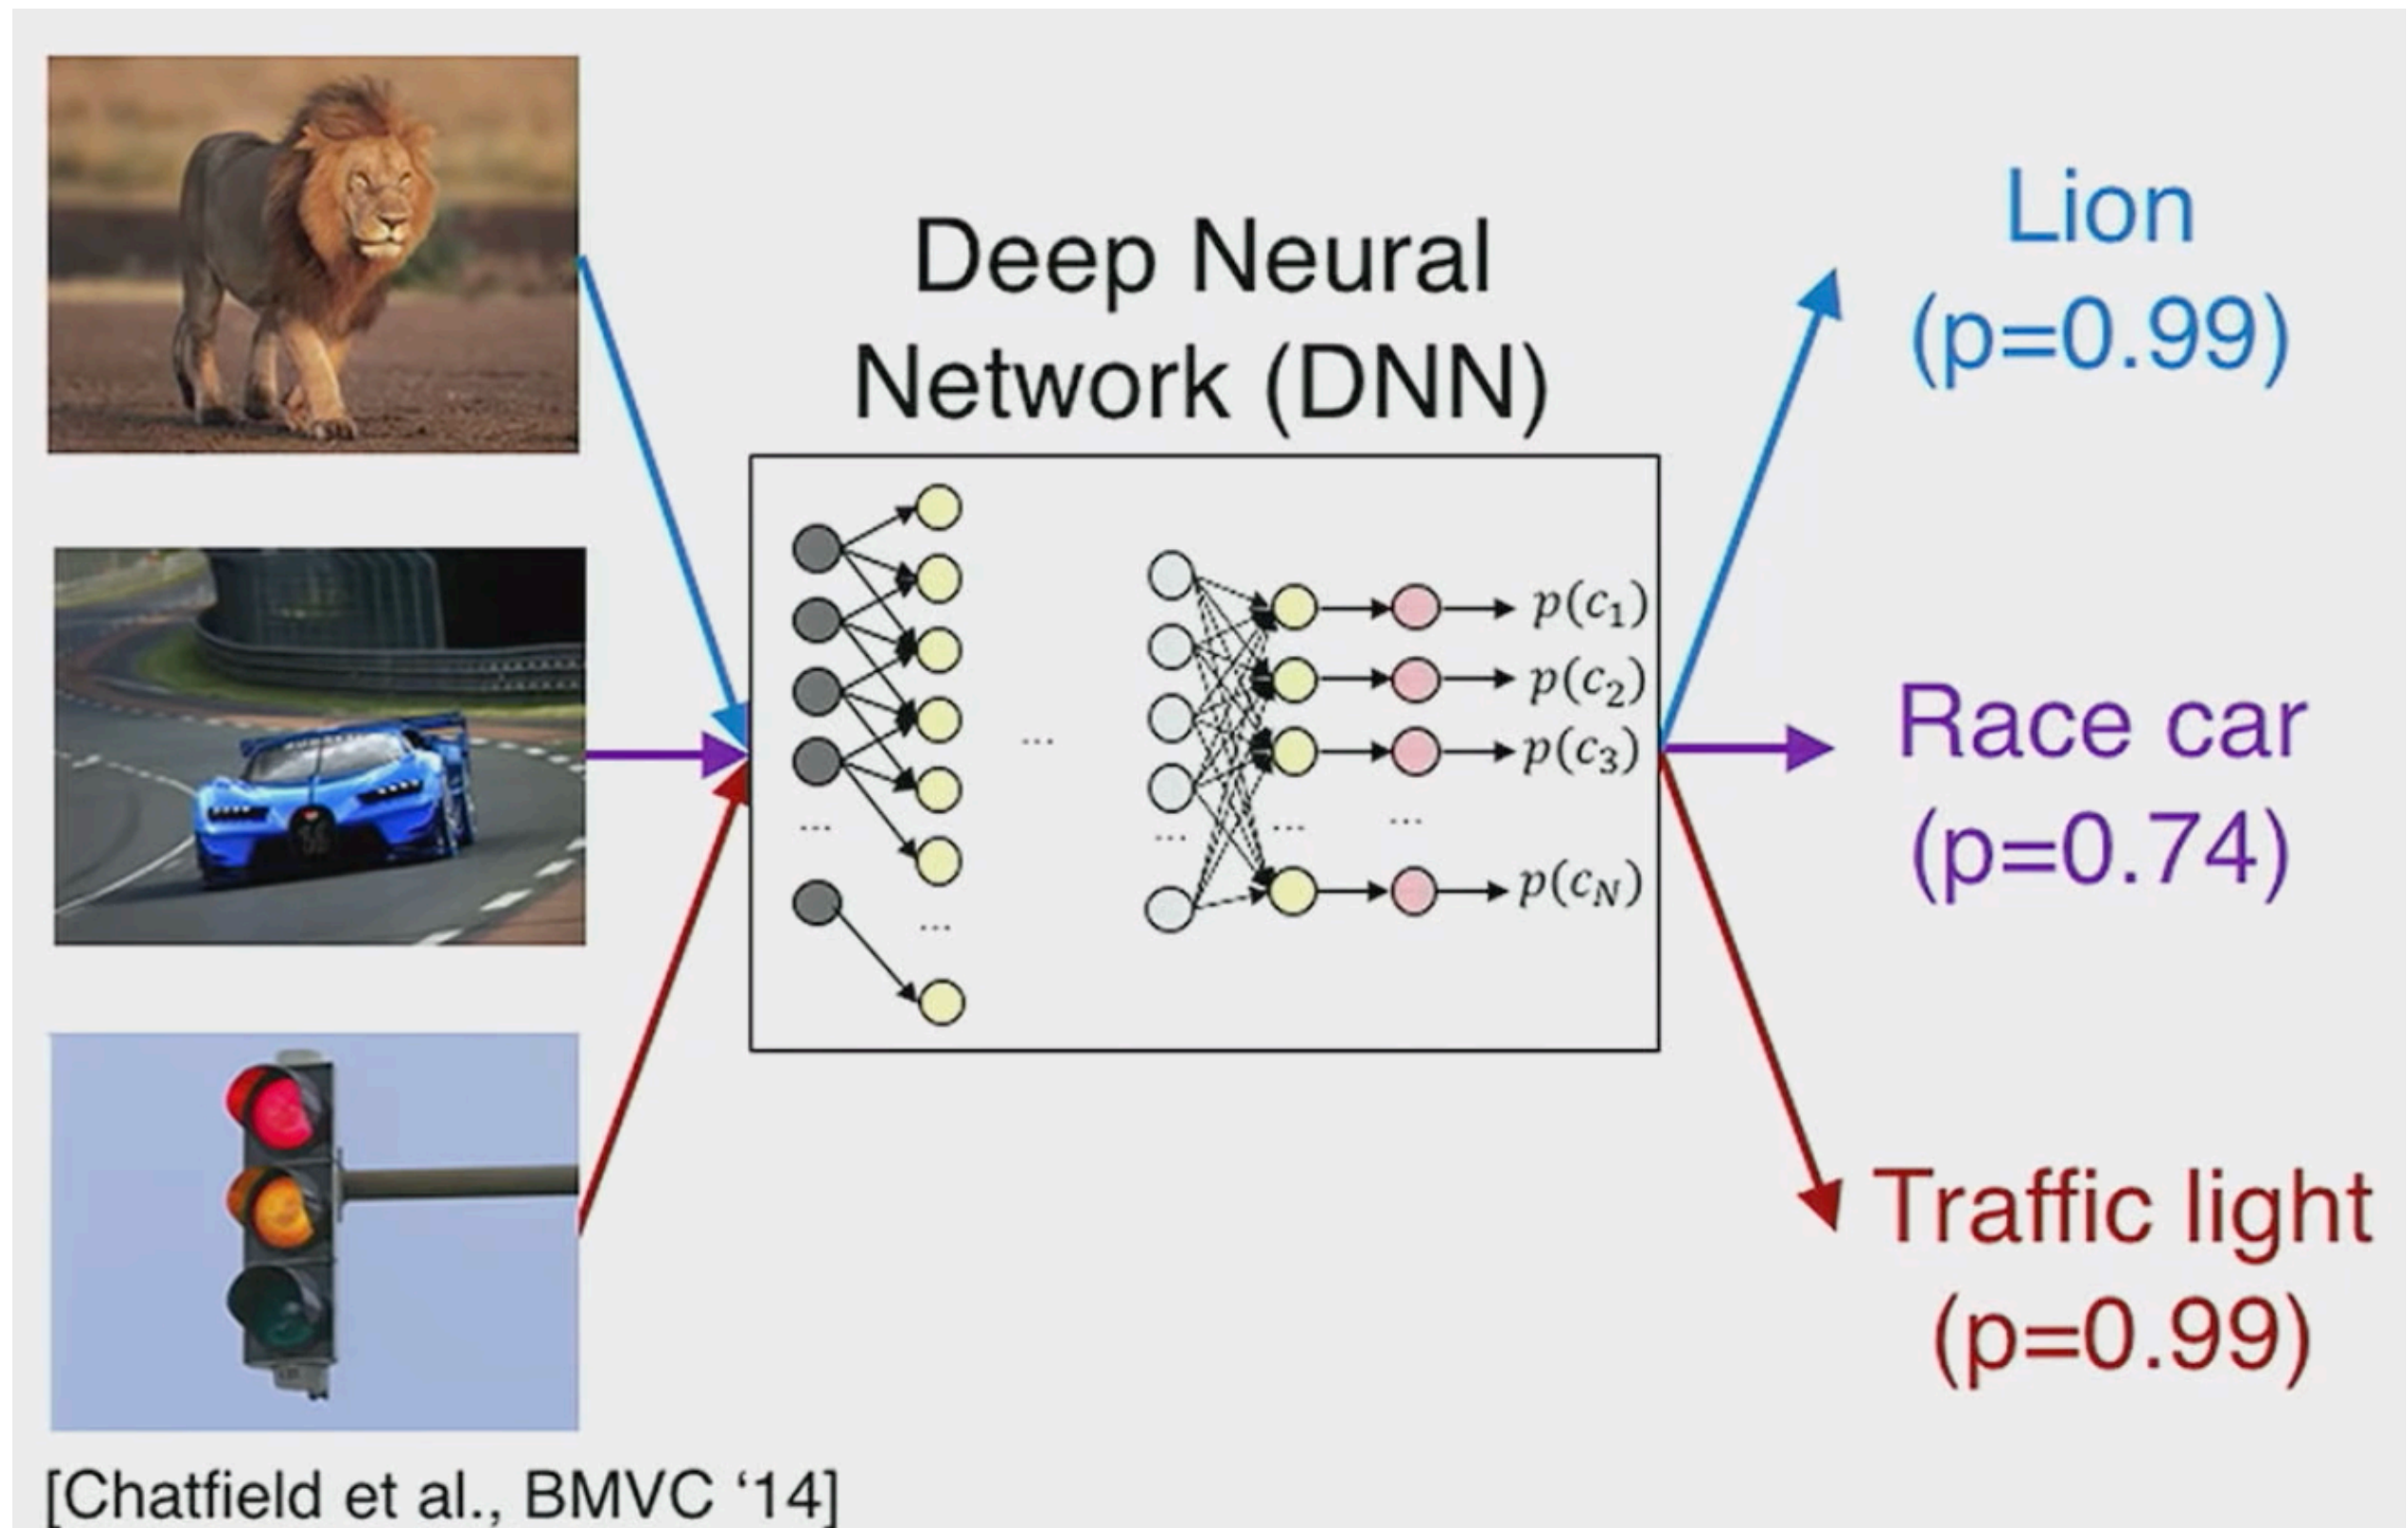 Deep Neural
Network (DNN)
Lion
(p=0.99)
p(c₁)
p(c₂)
p(c₃)
p(c_N)
Race car
(p=0.74)
Traffic light
(p=0.99)
[Chatfield et al., BMVC ‘14]